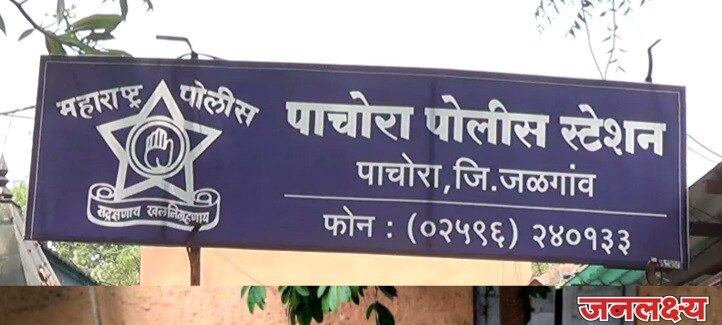 महाराष्ट्र पोलीस
सद्रक्षणाय खलनिग्रहणाय
पाचोरा पोलीस स्टेशन
पाचोरा, जि.जळगांव
फोन : (०२५९६) २४०१३३
जनलक्ष्य